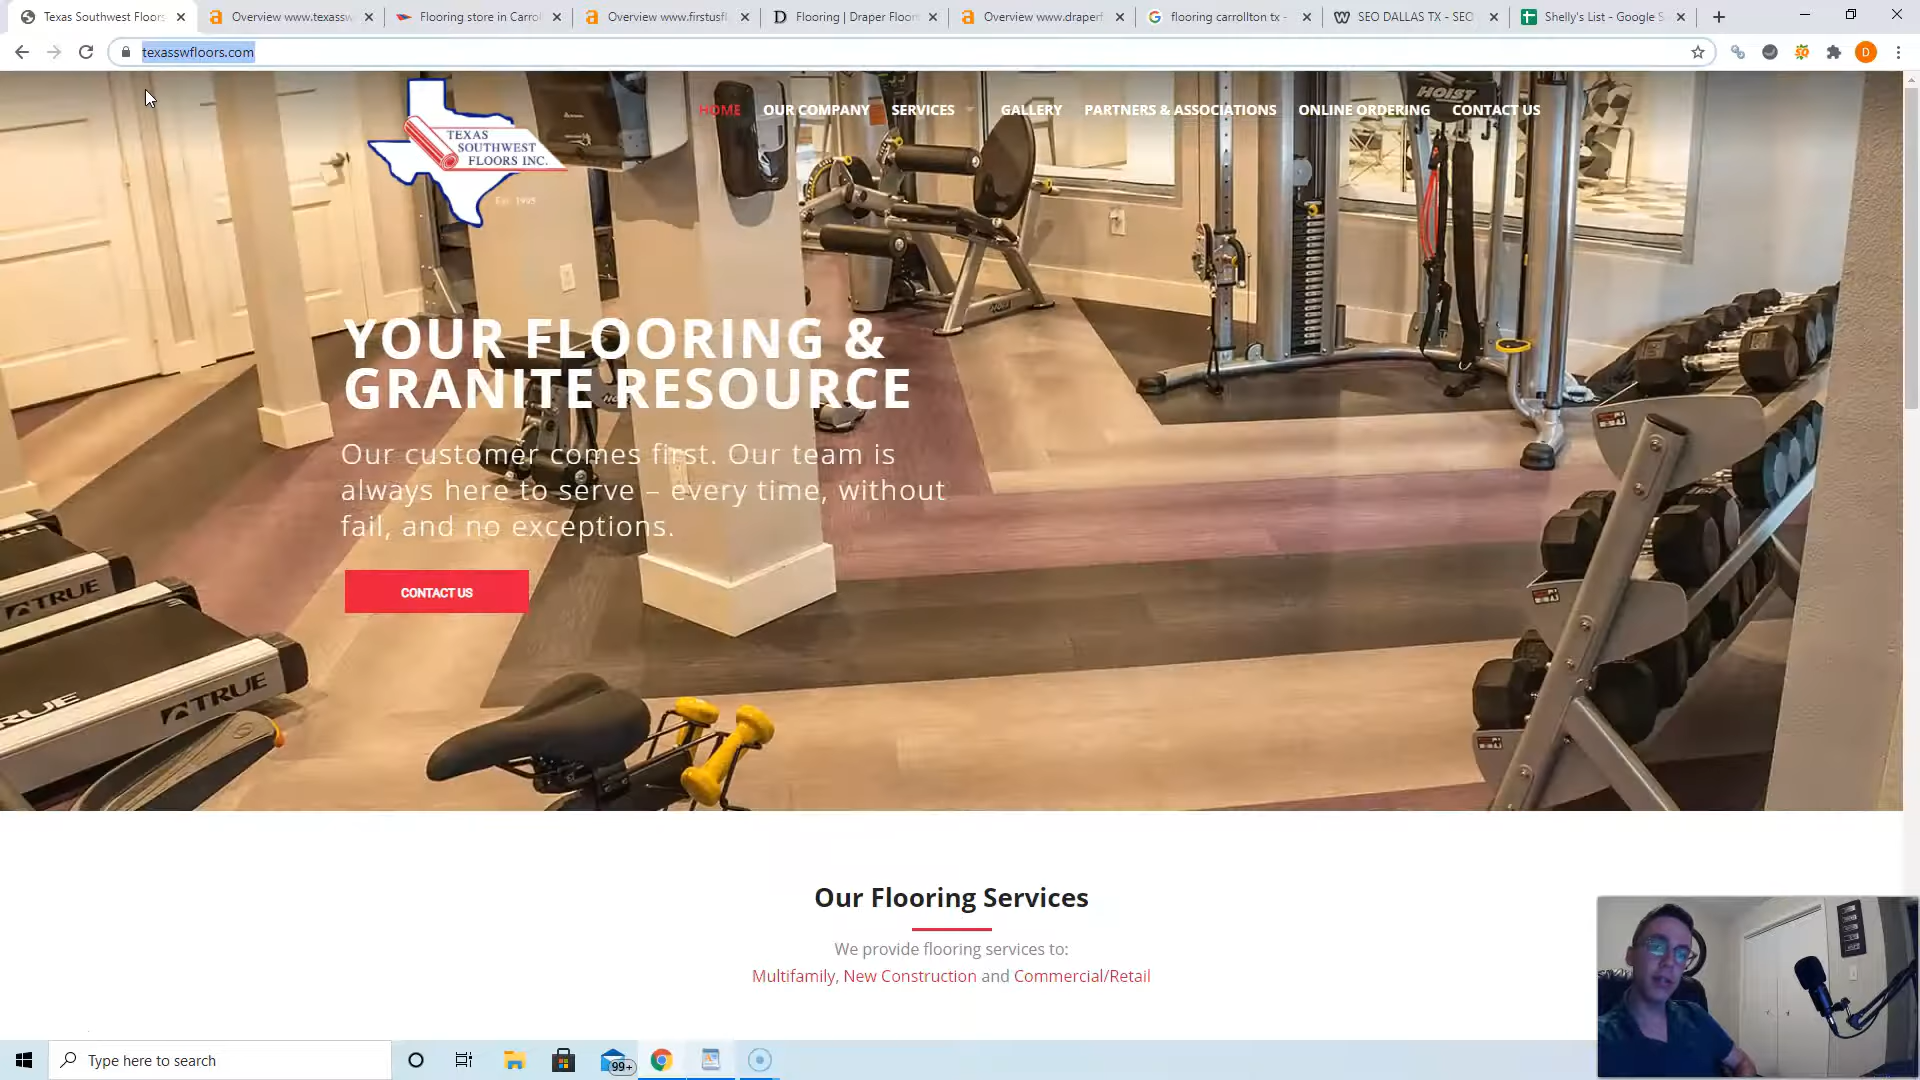 Texas Southwest Floors
Overview www.texassw
Flooring store in Carrol
Overview www.firstusfl
Flooring | Draper Floori
Overview www.draperf
flooring carrollton tx -
SEO DALLAS TX - SEO
Shelly's List - Google S
texasswfloors.com
D
TEXAS
SOUTHWEST
FLOORS INC.
Est. 1995
HOME
OUR COMPANY
SERVICES
GALLERY
PARTNERS & ASSOCIATIONS
ONLINE ORDERING
CONTACT US
HOIST
YOUR FLOORING &
GRANITE RESOURCE
Our customer comes first. Our team is
always here to serve – every time, without
fail, and no exceptions.
CONTACT US
TRUE
TRUE
RUE
Our Flooring Services
We provide flooring services to:
Multifamily, New Construction and Commercial/Retail
Type here to search
99+